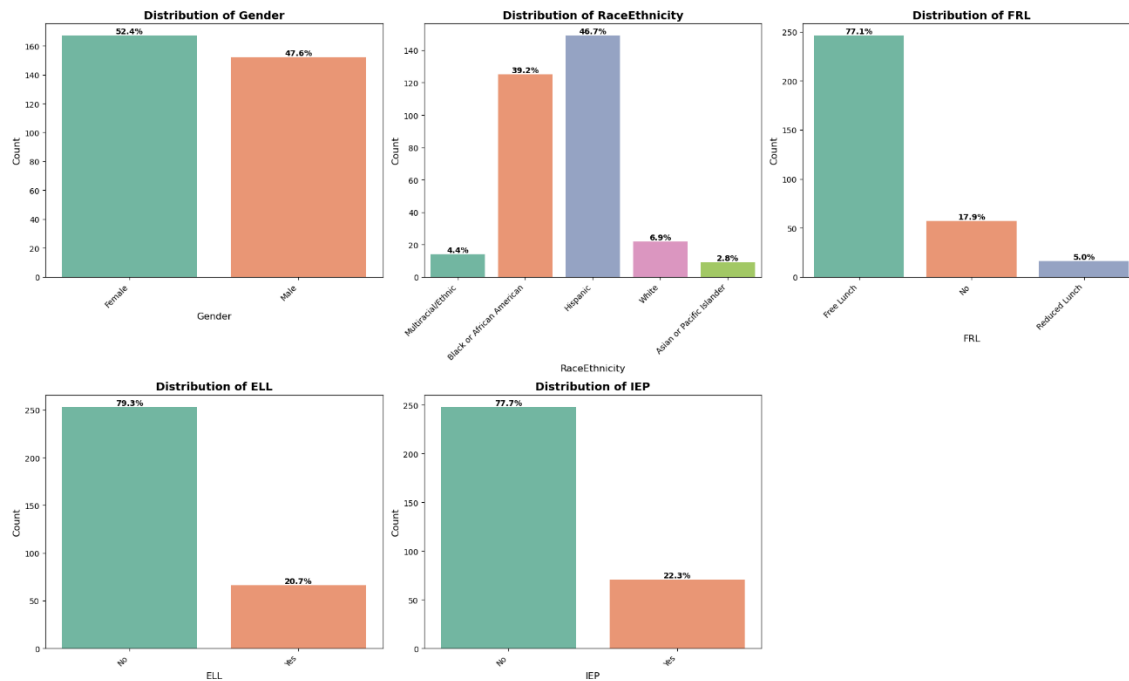 Distribution of Gender
52.4%
47.6%
160
140
120
100
80
60
40
20
0
Count
Female
Male
Gender
Distribution of RaceEthnicity
46.7%
39.2%
4.4%
6.9%
2.8%
140
120
100
80
60
40
20
0
Count
Multiracial/Ethnic
Black or African American
Hispanic
White
Asian or Pacific Islander
RaceEthnicity
Distribution of FRL
77.1%
17.9%
5.0%
250
200
150
100
50
0
Count
Free Lunch
No
Reduced Lunch
FRL
Distribution of ELL
79.3%
20.7%
250
200
150
100
50
0
Count
No
Yes
ELL
Distribution of IEP
77.7%
22.3%
250
200
150
100
50
0
Count
No
Yes
IEP